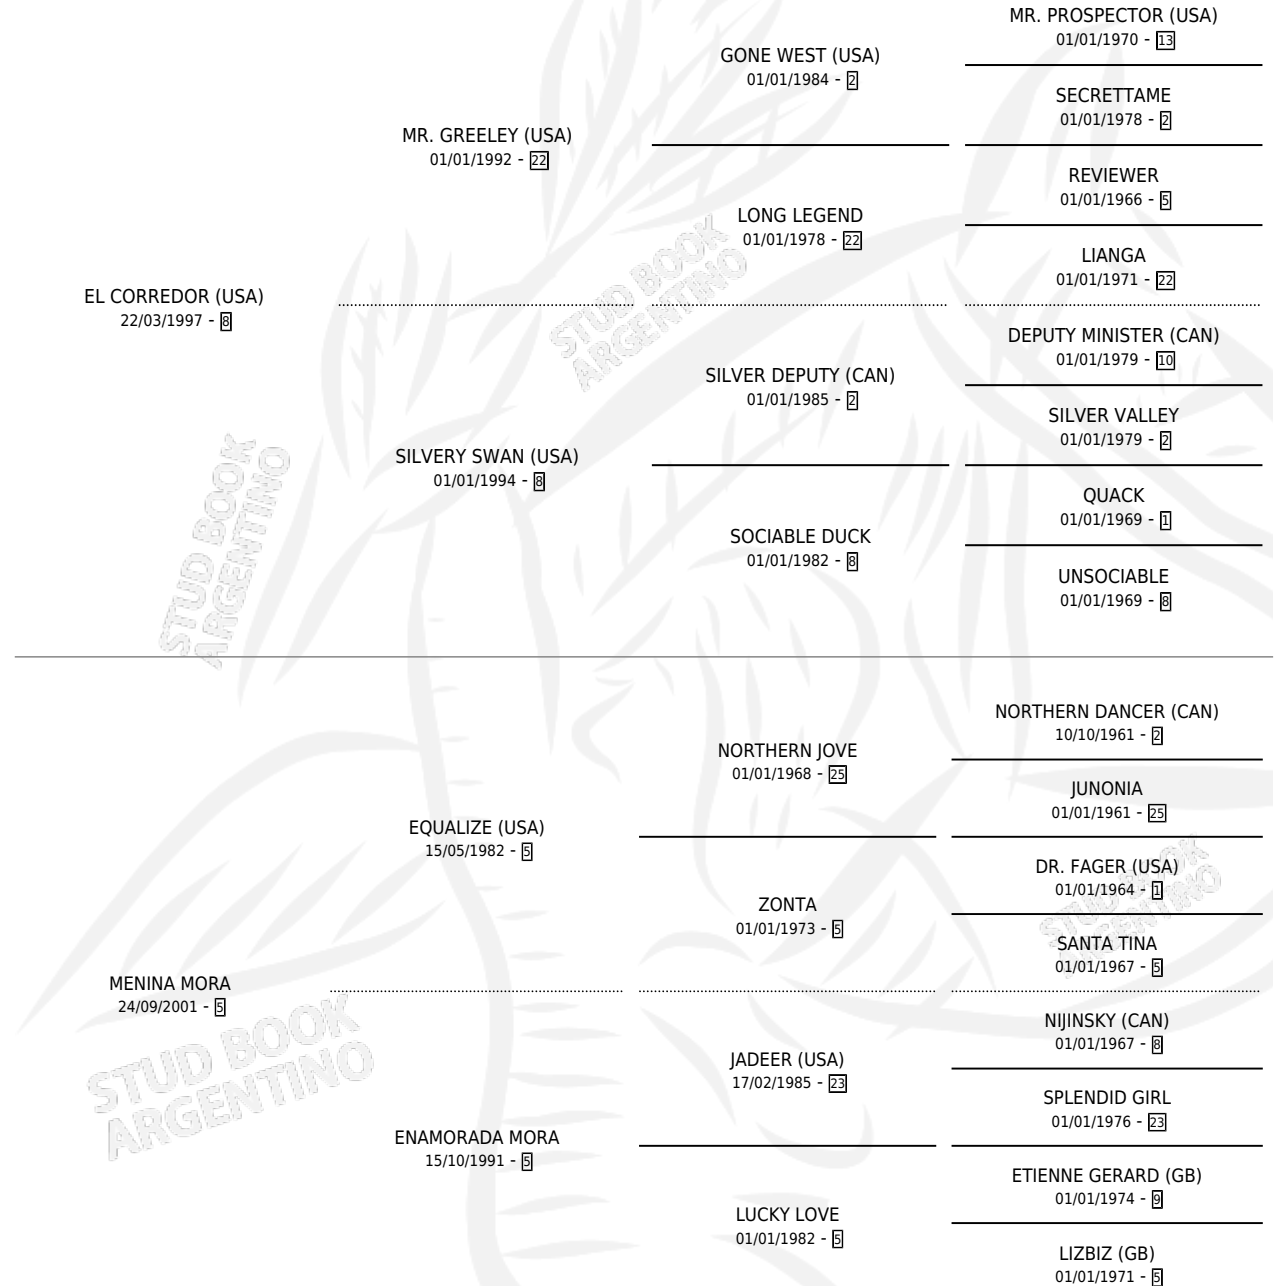 MR. PROSPECTOR (USA)
01/01/1970 - 13
GONE WEST (USA)
01/01/1984 - 2
SECRETTAME
01/01/1978 - 2
MR. GREELEY (USA)
01/01/1992 - 22
REVIEWER
01/01/1966 - 5
LONG LEGEND
01/01/1978 - 22
LIANGA
01/01/1971 - 22
EL CORREDOR (USA)
22/03/1997 - 8
DEPUTY MINISTER (CAN)
01/01/1979 - 10
SILVER DEPUTY (CAN)
01/01/1985 - 2
SILVER VALLEY
01/01/1979 - 2
SILVERY SWAN (USA)
01/01/1994 - 8
QUACK
01/01/1969 - 1
SOCIABLE DUCK
01/01/1982 - 8
UNSOCIABLE
01/01/1969 - 8
NORTHERN DANCER (CAN)
10/10/1961 - 2
NORTHERN JOVE
01/01/1968 - 25
JUNONIA
01/01/1961 - 25
EQUALIZE (USA)
15/05/1982 - 5
DR. FAGER (USA)
01/01/1964 - 1
ZONTA
01/01/1973 - 5
SANTA TINA
01/01/1967 - 5
MENINA MORA
24/09/2001 - 5
NIJINSKY (CAN)
01/01/1967 - 8
JADEER (USA)
17/02/1985 - 23
SPLENDID GIRL
01/01/1976 - 23
ENAMORADA MORA
15/10/1991 - 5
ETIENNE GERARD (GB)
01/01/1974 - 9
LUCKY LOVE
01/01/1982 - 5
LIZBIZ (GB)
01/01/1971 - 5
STUD BOOK
ARGENTINO
STUD BOOK
ARGENTINO
STUD BOOK
ARGENTINO
STUD BOOK
ARGENTINO